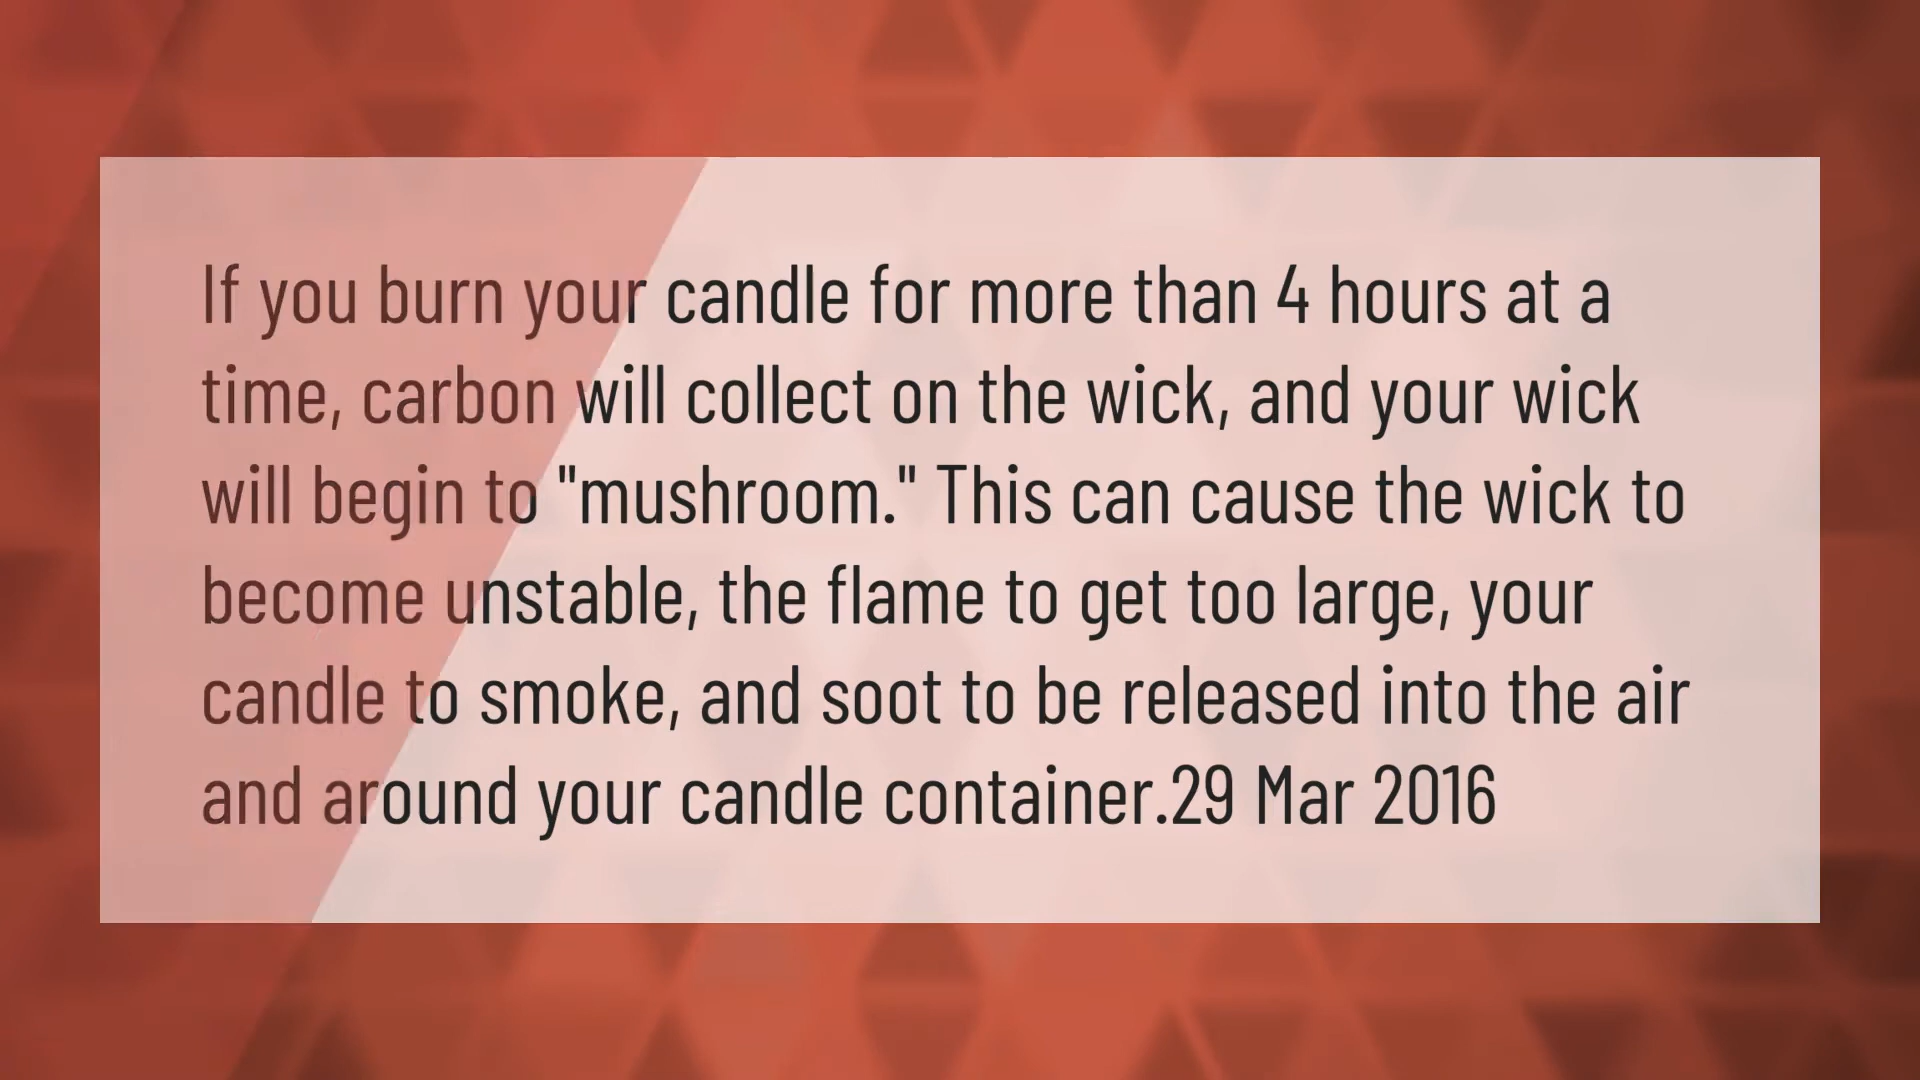 If you burn your candle for more than 4 hours at a
time, carbon will collect on the wick, and your wick
will begin to "mushroom." This can cause the wick to
become unstable, the flame to get too large, your
candle to smoke, and soot to be released into the air
and around your candle container.29 Mar 2016